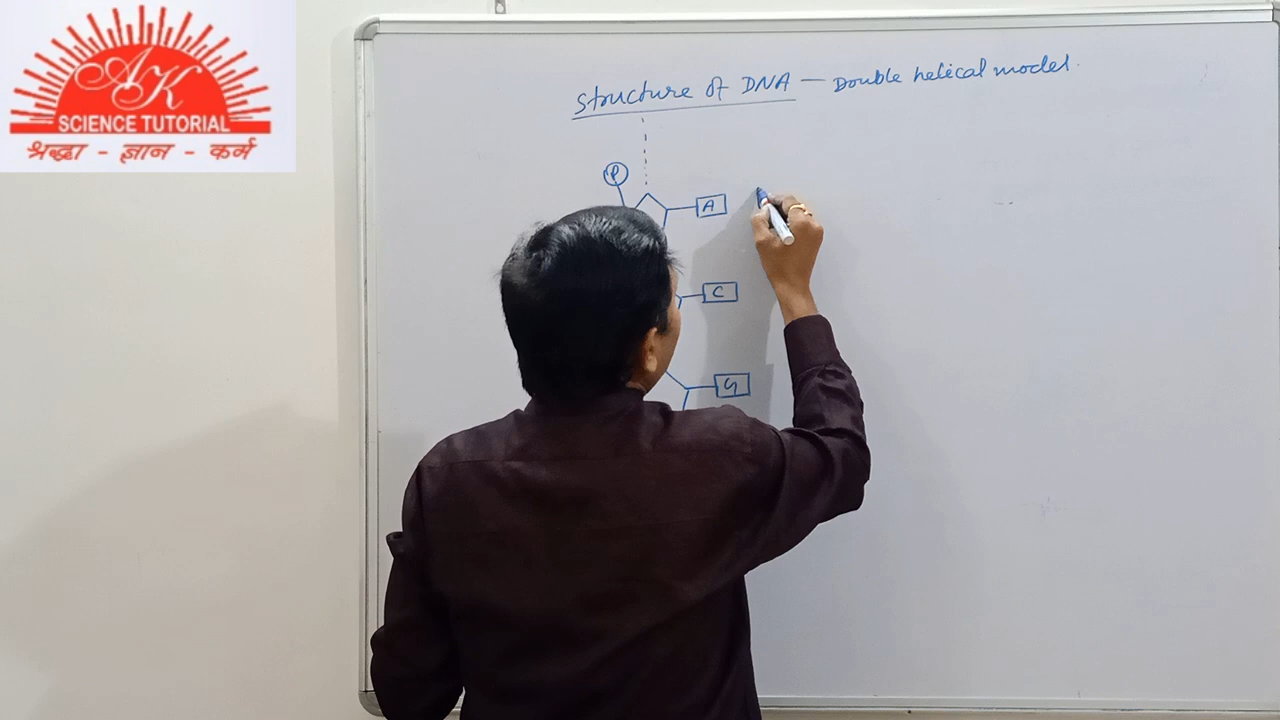 AK
SCIENCE TUTORIAL
श्रद्धा - ज्ञान - कर्म
Structure of DNA — Double helical model.
P
A
C
G